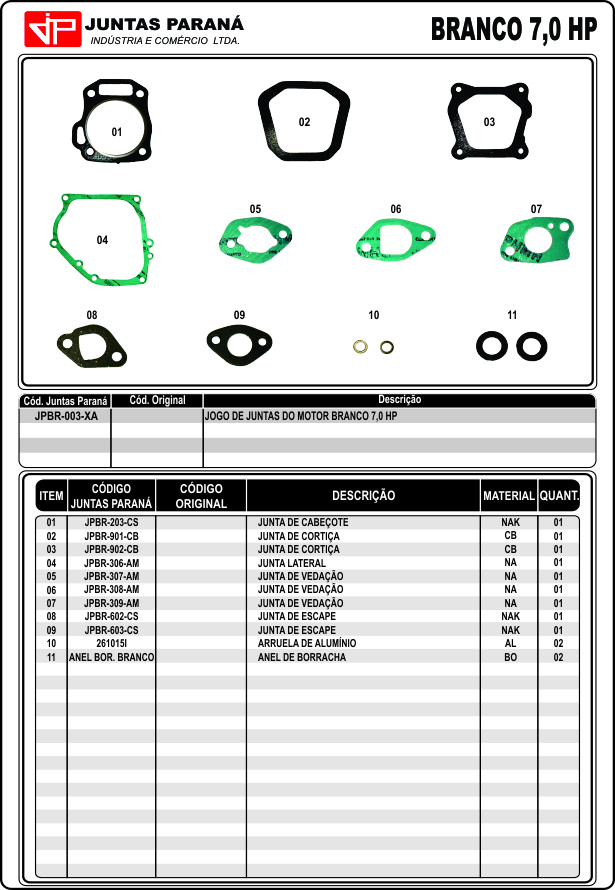 JP JUNTAS PARANÁ
INDÚSTRIA E COMÉRCIO LTDA.
BRANCO 7,0 HP
01
02
03
04
05
06
07
08
09
10
11
Cód. Juntas Paraná Cód. Original Descrição
JPBR-003-XA JOGO DE JUNTAS DO MOTOR BRANCO 7,0 HP
ITEM CÓDIGO JUNTAS PARANÁ CÓDIGO ORIGINAL DESCRIÇÃO MATERIAL QUANT.
01 JPBR-203-CS JUNTA DE CABEÇOTE NAK 01
02 JPBR-901-CB JUNTA DE CORTIÇA CB 01
03 JPBR-902-CB JUNTA DE CORTIÇA CB 01
04 JPBR-306-AM JUNTA LATERAL NA 01
05 JPBR-307-AM JUNTA DE VEDAÇÃO NA 01
06 JPBR-308-AM JUNTA DE VEDAÇÃO NA 01
07 JPBR-309-AM JUNTA DE VEDAÇÃO NA 01
08 JPBR-602-CS JUNTA DE ESCAPE NAK 01
09 JPBR-603-CS JUNTA DE ESCAPE NAK 01
10 261015I ARRUELA DE ALUMÍNIO AL 02
11 ANEL BOR. BRANCO ANEL DE BORRACHA BO 02